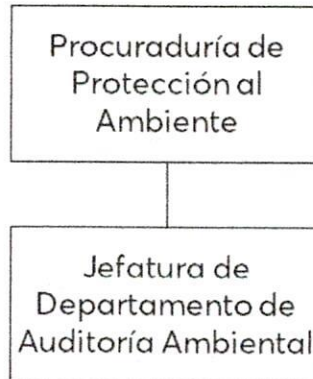 Procuraduría de
Protección al
Ambiente
Jefatura de
Departamento de
Auditoría Ambiental